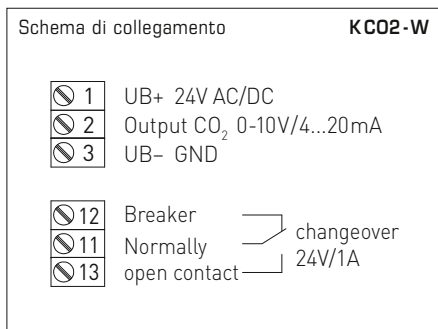 Schema di collegamento KCO2-W
1 UB+ 24V AC/DC
2 Output CO₂ 0-10V/4...20mA
3 UB– GND
12 Breaker
11 Normally
13 open contact
changeover
24V/1A